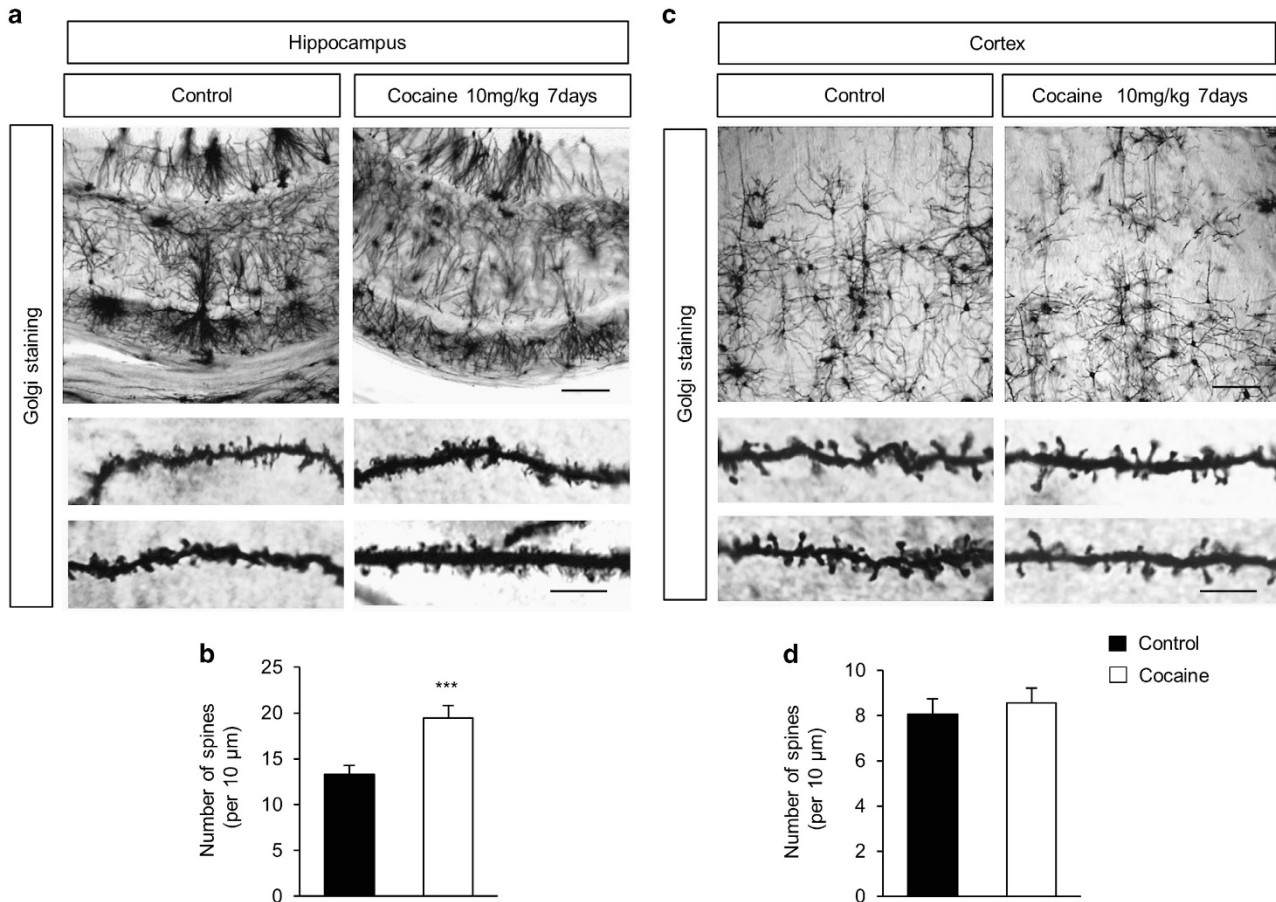 a
Hippocampus
Control
Cocaine 10mg/kg 7days
Golgi staining
c
Cortex
Control
Cocaine 10mg/kg 7days
Golgi staining
b
Number of spines
(per 10 µm)
25
20
15
10
5
0
***
d
Number of spines
(per 10 µm)
10
8
6
4
2
0
Control
Cocaine